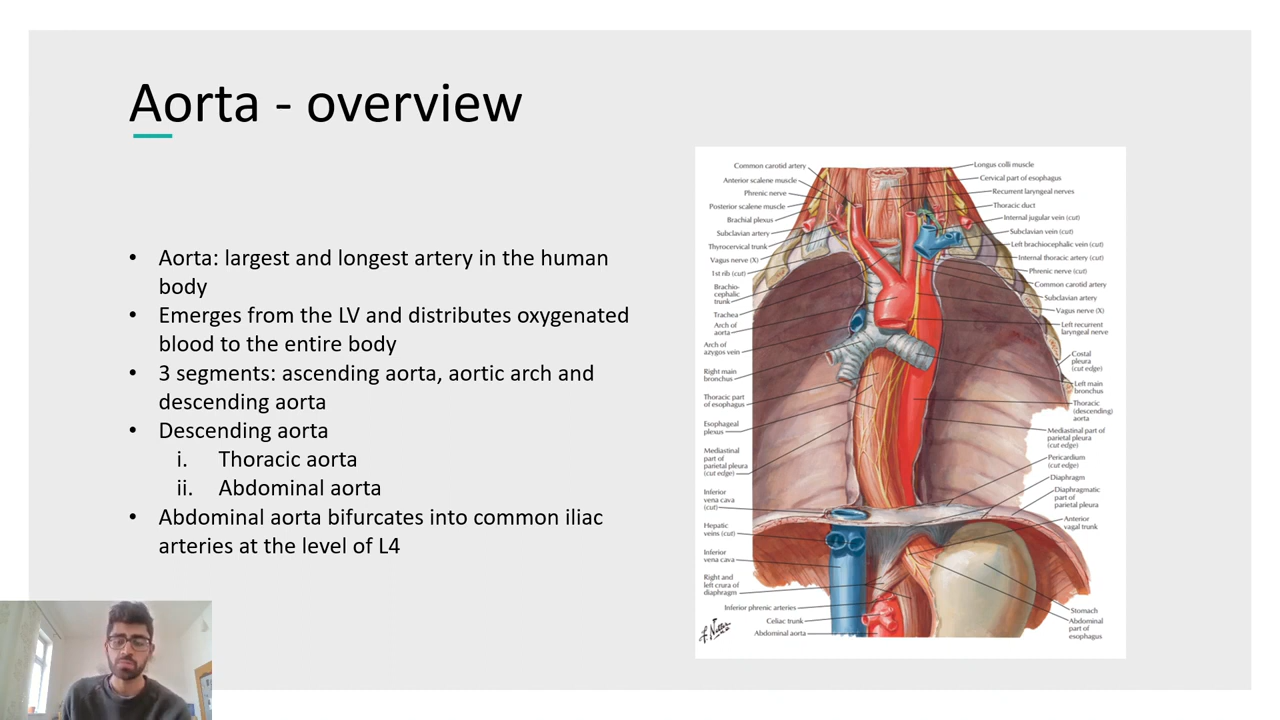 Aorta - overview
• Aorta: largest and longest artery in the human
body
• Emerges from the LV and distributes oxygenated
blood to the entire body
• 3 segments: ascending aorta, aortic arch and
descending aorta
• Descending aorta
i. Thoracic aorta
ii. Abdominal aorta
• Abdominal aorta bifurcates into common iliac
arteries at the level of L4
Common carotid artery
Anterior scalene muscle
Phrenic nerve
Posterior scalene muscle
Brachial plexus
Subclavian artery
Thyrocervical trunk
Vagus nerve (X)
1st rib (cut)
Brachio-
cephalic
trunk
Trachea
Arch of
aorta
Arch of
azygos vein
Right main
bronchus
Thoracic part
of esophagus
Esophageal
plexus
Mediastinal
part of
parietal pleura
(cut edge)
Inferior
vena cava
(cut)
Hepatic
veins (cut)
Inferior
vena cava
Right and
left crura of
diaphragm
Inferior phrenic arteries
Celiac trunk
Abdominal aorta
Longus colli muscle
Cervical part of esophagus
Recurrent laryngeal nerves
Thoracic duct
Internal jugular vein (cut)
Subclavian vein (cut)
Left brachiocephalic vein (cut)
Internal thoracic artery (cut)
Phrenic nerve (cut)
Common carotid artery
Subclavian artery
Vagus nerve (X)
Left recurrent
laryngeal nerve
Costal
pleura
(cut edge)
Left main
bronchus
Thoracic
(descending)
aorta
Mediastinal part of
parietal pleura
(cut edge)
Pericardium
(cut edge)
Diaphragm
Diaphragmatic
part of
parietal pleura
Anterior
vagal trunk
Stomach
Abdominal
part of
esophagus
F. Netter